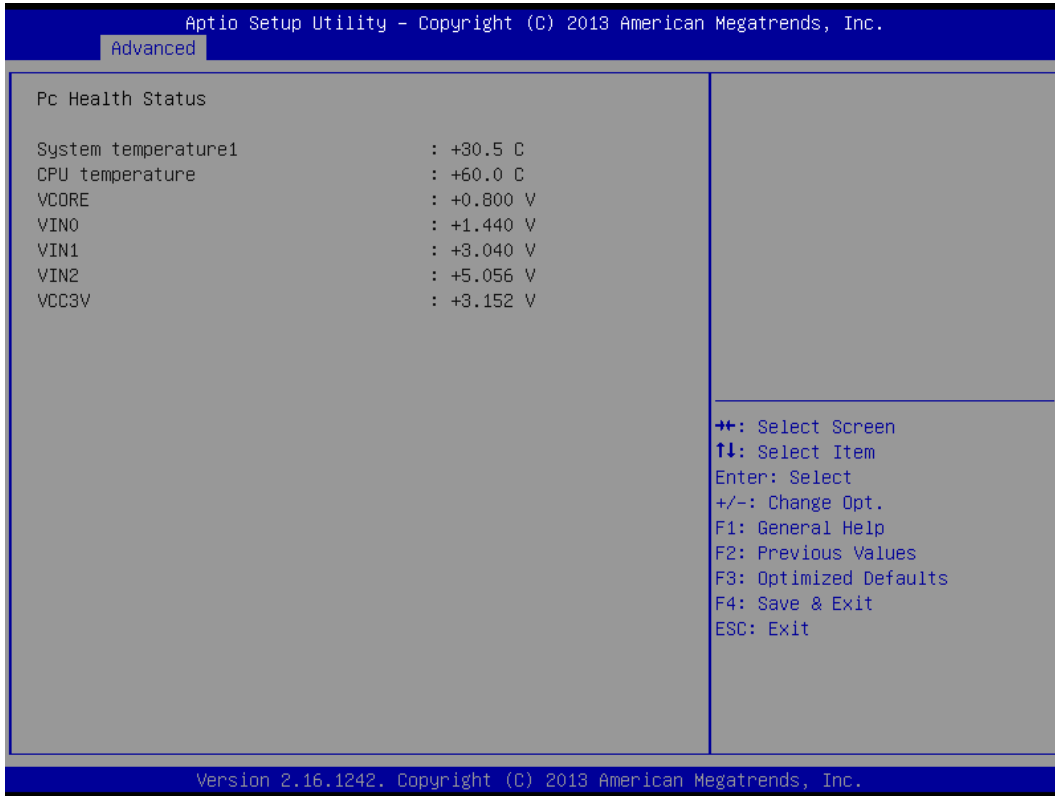 Aptio Setup Utility – Copyright (C) 2013 American Megatrends, Inc.
Advanced
Pc Health Status
System temperature1 : +30.5 C
CPU temperature : +60.0 C
VCORE : +0.800 V
VIN0 : +1.440 V
VIN1 : +3.040 V
VIN2 : +5.056 V
VCC3V : +3.152 V
→←: Select Screen
↑↓: Select Item
Enter: Select
+/-: Change Opt.
F1: General Help
F2: Previous Values
F3: Optimized Defaults
F4: Save & Exit
ESC: Exit
Version 2.16.1242. Copyright (C) 2013 American Megatrends, Inc.